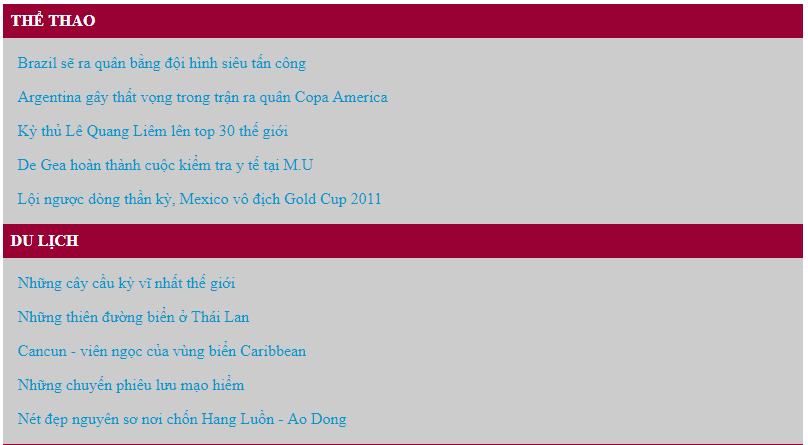 THỂ THAO
Brazil sẽ ra quân bằng đội hình siêu tấn công
Argentina gây thất vọng trong trận ra quân Copa America
Kỳ thủ Lê Quang Liêm lên top 30 thế giới
De Gea hoàn thành cuộc kiểm tra y tế tại M.U
Lội ngược dòng thần kỳ, Mexico vô địch Gold Cup 2011
DU LỊCH
Những cây cầu kỳ vĩ nhất thế giới
Những thiên đường biển ở Thái Lan
Cancun - viên ngọc của vùng biển Caribbean
Những chuyến phiêu lưu mạo hiểm
Nét đẹp nguyên sơ nơi chốn Hang Luồn - Ao Dong